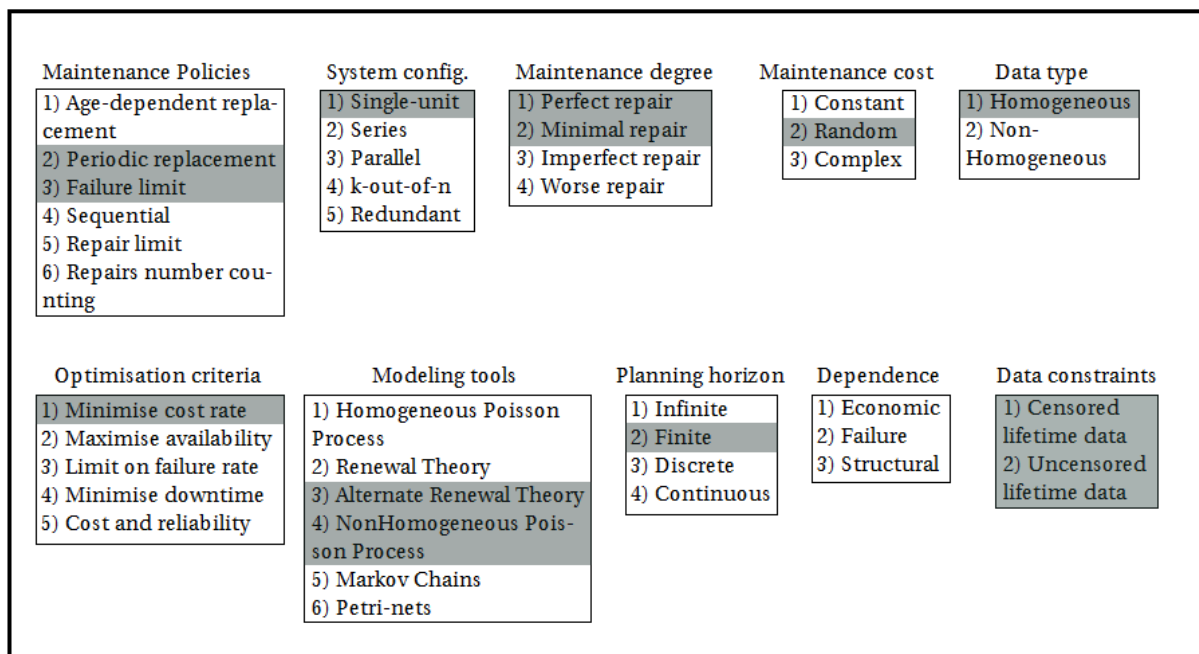 Maintenance Policies
1) Age-dependent repla-
cement
2) Periodic replacement
3) Failure limit
4) Sequential
5) Repair limit
6) Repairs number cou-
nting
System config.
1) Single-unit
2) Series
3) Parallel
4) k-out-of-n
5) Redundant
Maintenance degree
1) Perfect repair
2) Minimal repair
3) Imperfect repair
4) Worse repair
Maintenance cost
1) Constant
2) Random
3) Complex
Data type
1) Homogeneous
2) Non-
Homogeneous
Optimisation criteria
1) Minimise cost rate
2) Maximise availability
3) Limit on failure rate
4) Minimise downtime
5) Cost and reliability
Modeling tools
1) Homogeneous Poisson
Process
2) Renewal Theory
3) Alternate Renewal Theory
4) NonHomogeneous Pois-
son Process
5) Markov Chains
6) Petri-nets
Planning horizon
1) Infinite
2) Finite
3) Discrete
4) Continuous
Dependence
1) Economic
2) Failure
3) Structural
Data constraints
1) Censored
lifetime data
2) Uncensored
lifetime data